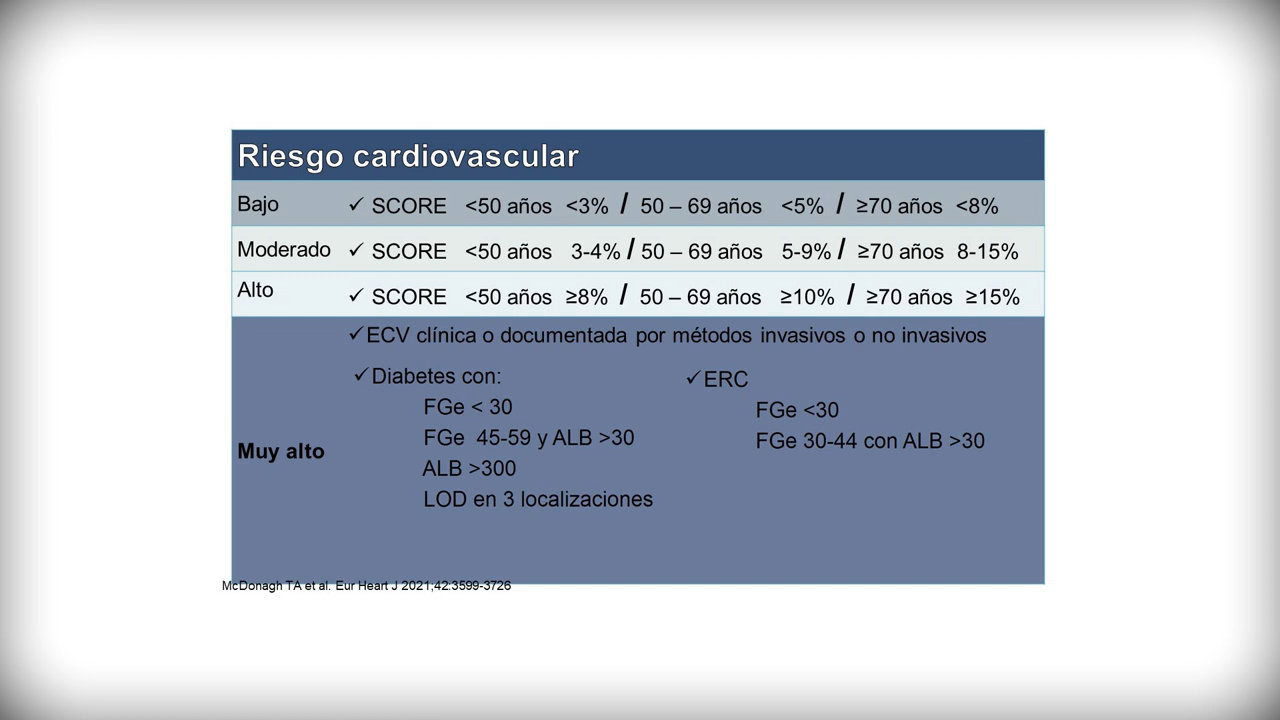 Riesgo cardiovascular
Bajo ✓ SCORE <50 años <3% / 50 – 69 años <5% / ≥70 años <8%
Moderado ✓ SCORE <50 años 3-4% / 50 – 69 años 5-9% / ≥70 años 8-15%
Alto ✓ SCORE <50 años ≥8% / 50 – 69 años ≥10% / ≥70 años ≥15%
Muy alto
✓ECV clínica o documentada por métodos invasivos o no invasivos
✓Diabetes con:
FGe < 30
FGe 45-59 y ALB >30
ALB >300
LOD en 3 localizaciones
✓ERC
FGe <30
FGe 30-44 con ALB >30
McDonagh TA et al. Eur Heart J 2021;42:3599-3726